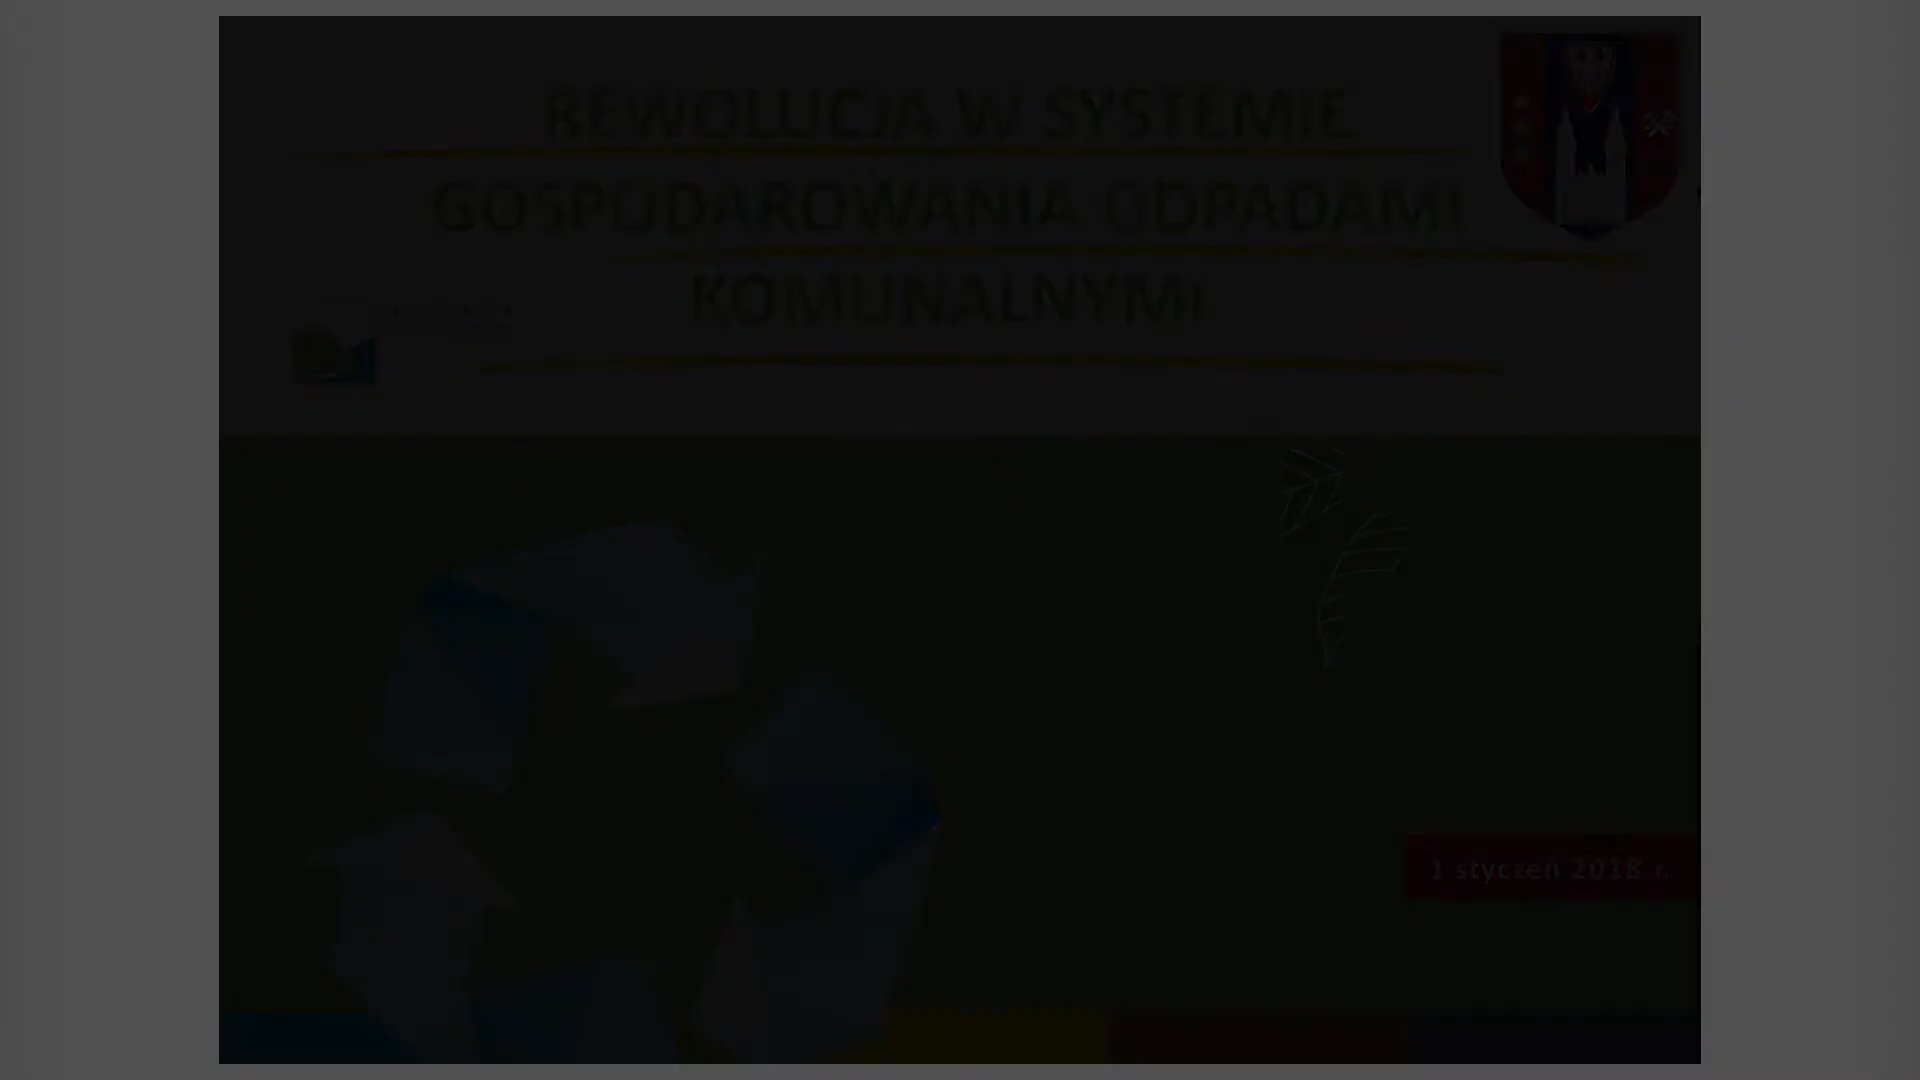 REWOLUCJA W SYSTEMIE
GOSPODAROWANIA ODPADAMI
KOMUNALNYMI
1 styczeń 2018 r.